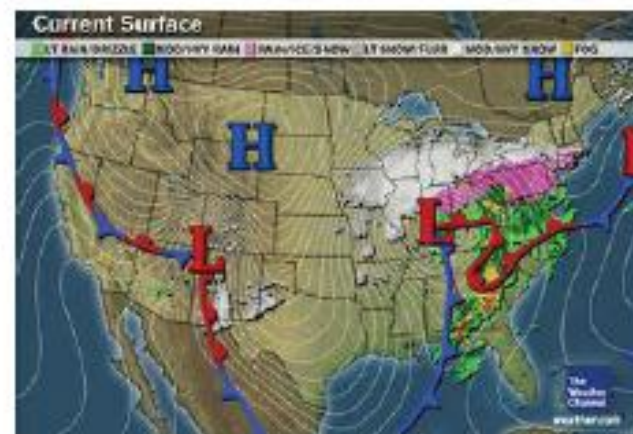 Current Surface
LT RAIN/DRIZZLE MOD/HVY RAIN RAIN/ICE/SNOW LT SNOW/FLUR MOD/HVY SNOW FOG
H H
H
L L
The
Weather
Channel
weather.com